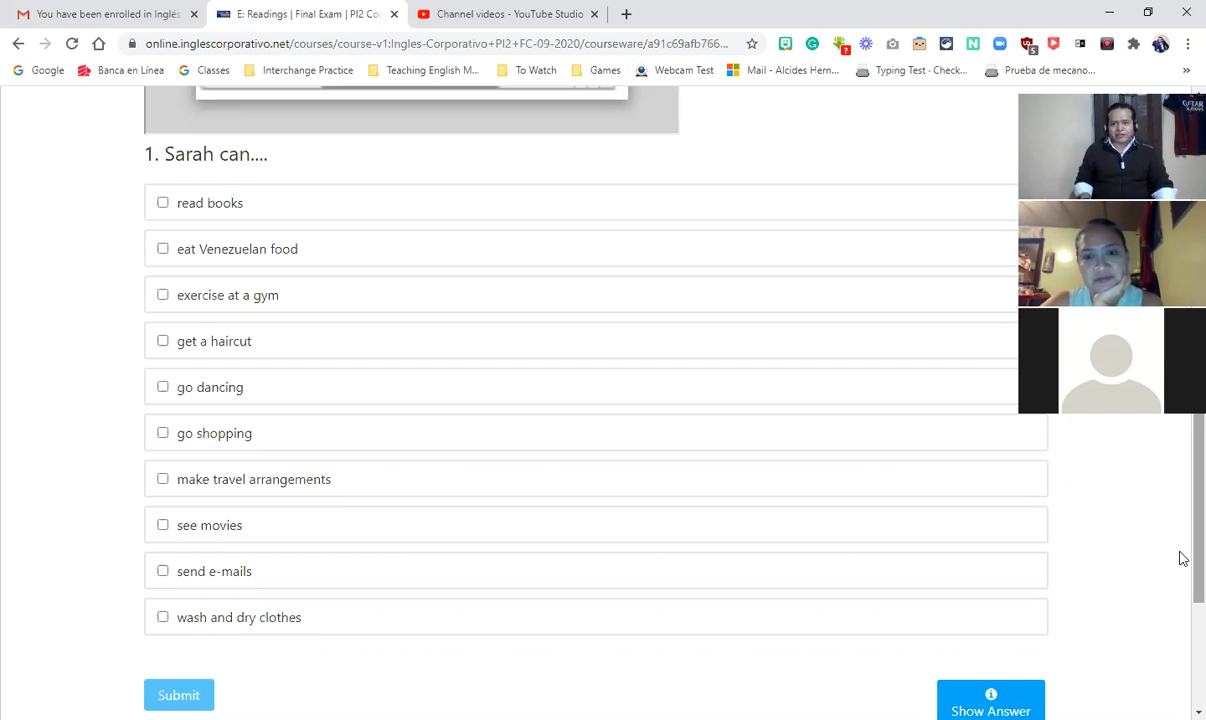 You have been enrolled in Inglés
E: Readings | Final Exam | PI2 Cou
Channel videos - YouTube Studio
online.inglescorporativo.net/courses/course-v1:Ingles-Corporativo+PI2+FC-09-2020/courseware/a91c69afb766...
Google
Banca en Línea
Classes
Interchange Practice
Teaching English M...
To Watch
Games
Webcam Test
Mail - Alcides Hern...
Typing Test · Check...
Prueba de mecano...
»
1. Sarah can....
read books
eat Venezuelan food
exercise at a gym
get a haircut
go dancing
go shopping
make travel arrangements
see movies
send e-mails
wash and dry clothes
Submit
Show Answer